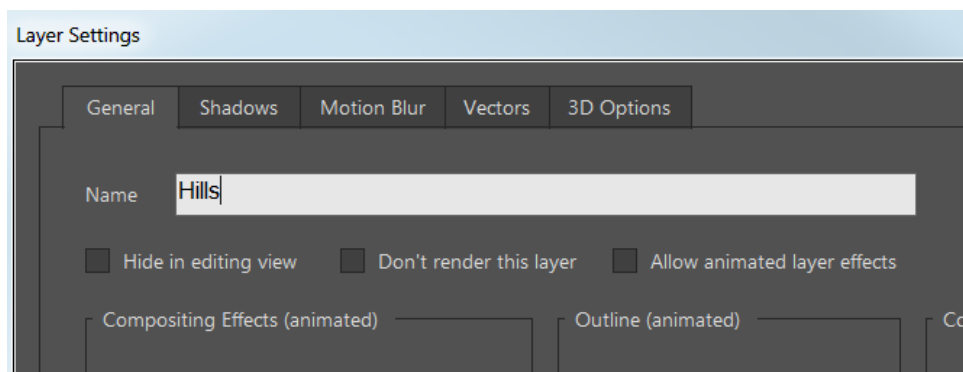 Layer Settings
General Shadows Motion Blur Vectors 3D Options
Name Hills
Hide in editing view Don't render this layer Allow animated layer effects
Compositing Effects (animated) Outline (animated)